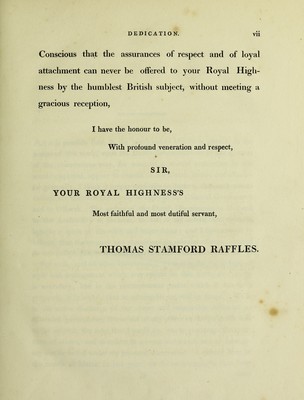 DEDICATION. vii
Conscious that the assurances of respect and of loyal
attachment can never be offered to your Royal High-
ness by the humblest British subject, without meeting a
gracious reception,
I have the honour to be,
With profound veneration and respect,
SIR,
YOUR ROYAL HIGHNESS'S
Most faithful and most dutiful servant,
THOMAS STAMFORD RAFFLES.